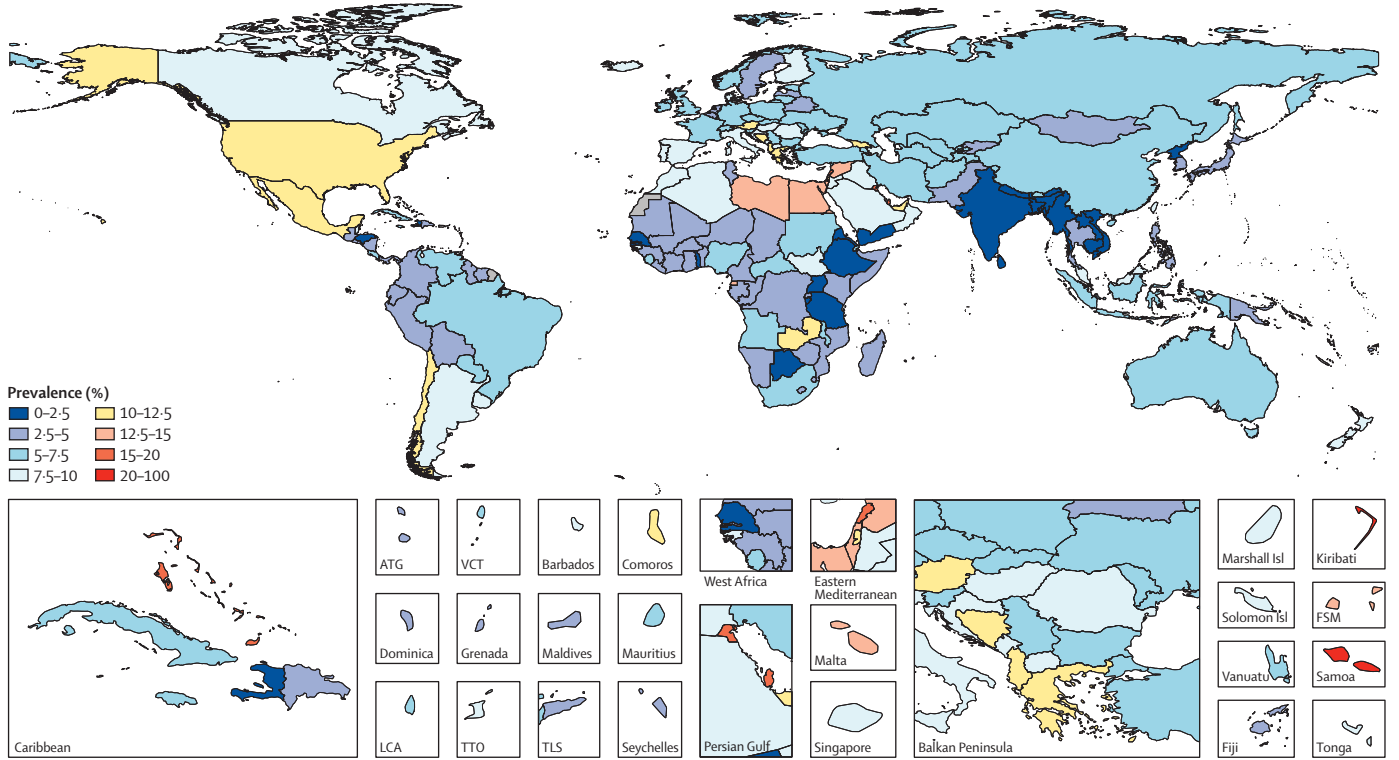 Prevalence (%)
0–2·5
10–12·5
2·5–5
12·5–15
5–7·5
15–20
7·5–10
20–100
Caribbean
ATG
VCT
Barbados
Comoros
West Africa
Eastern
Mediterranean
Marshall Isl
Kiribati
Dominica
Grenada
Maldives
Mauritius
Malta
Solomon Isl
FSM
Vanuatu
Samoa
LCA
TTO
TLS
Seychelles
Persian Gulf
Singapore
Balkan Peninsula
Fiji
Tonga